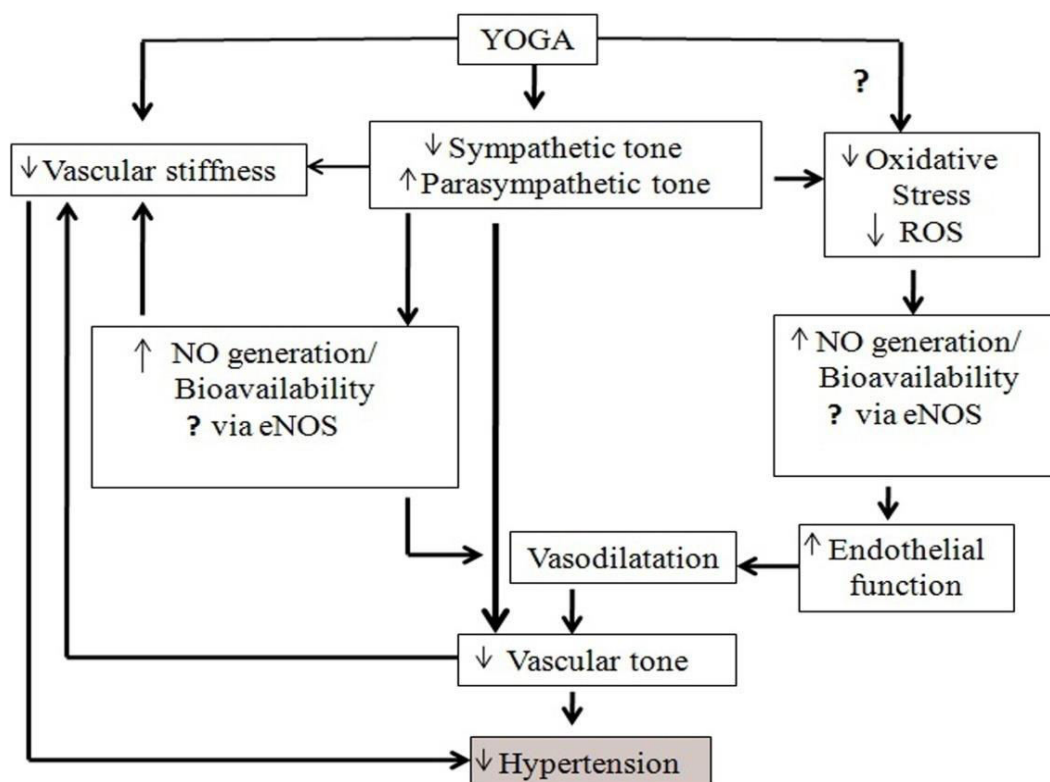 YOGA
?
↓ Sympathetic tone
↑ Parasympathetic tone
↓ Vascular stiffness
↓ Oxidative
Stress
↓ ROS
↑ NO generation/
Bioavailability
? via eNOS
↑ NO generation/
Bioavailability
? via eNOS
Vasodilatation
↑ Endothelial
function
↓ Vascular tone
↓ Hypertension